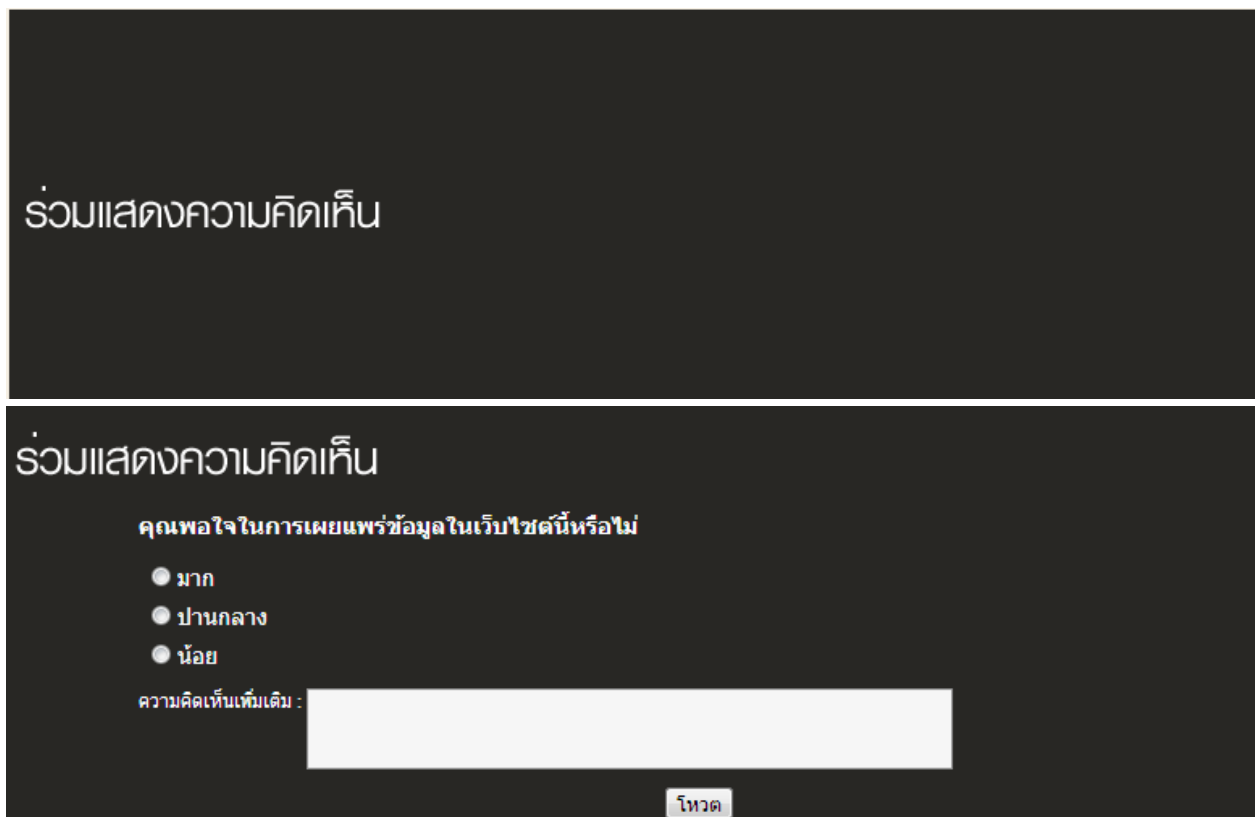 ร่วมแสดงความคิดเห็น
ร่วมแสดงความคิดเห็น
คุณพอใจในการเผยแพร่ข้อมูลในเว็บไซต์นี้หรือไม่
มาก
ปานกลาง
น้อย
ความคิดเห็นเพิ่มเติม :
โหวต